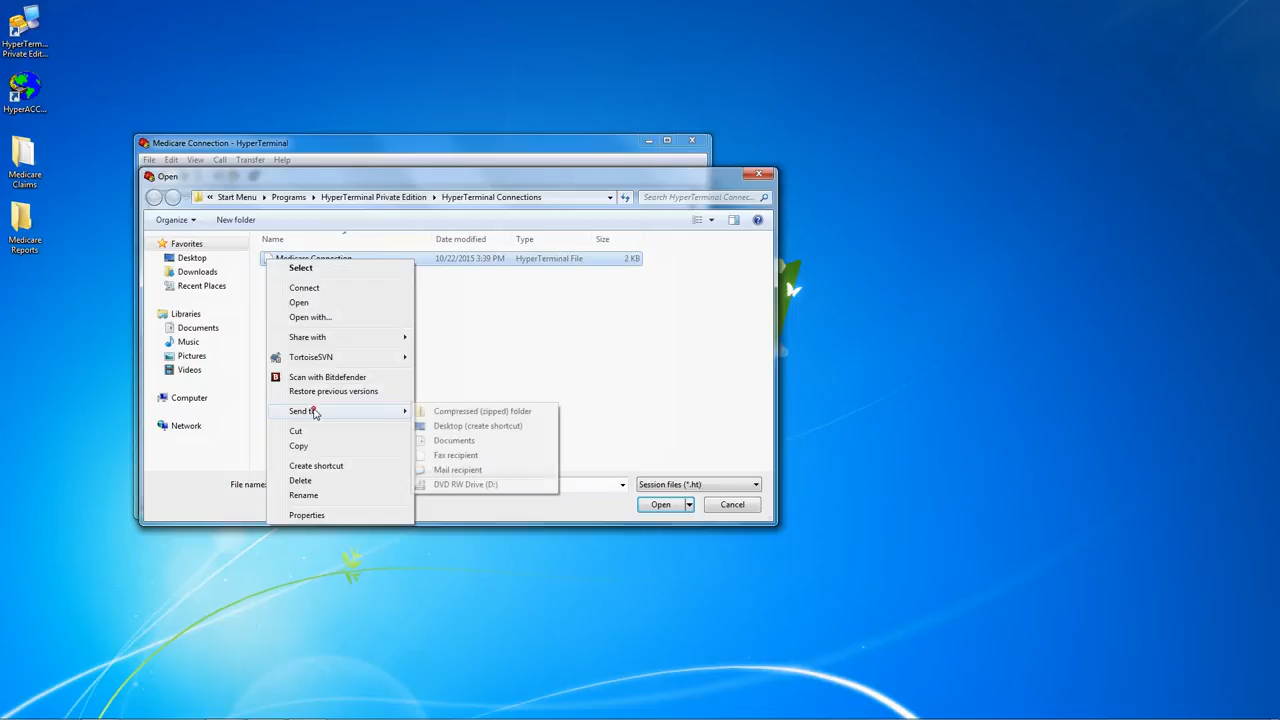 HyperTerm...
Private Edit...
HyperACC...
Medicare
Claims
Medicare
Reports
Medicare Connection - HyperTerminal
File Edit View Call Transfer Help
Open
« Start Menu Programs HyperTerminal Private Edition HyperTerminal Connections Search HyperTerminal Connec...
Organize New folder
Favorites
Desktop
Downloads
Recent Places
Libraries
Documents
Music
Pictures
Videos
Computer
Network
Name Date modified Type Size
Medicare Connection 10/22/2015 3:39 PM HyperTerminal File 2 KB
Select
Connect
Open
Open with...
Share with
TortoiseSVN
B Scan with Bitdefender
Restore previous versions
Send
Cut
Copy
Create shortcut
Delete
Rename
Properties
Compressed (zipped) folder
Desktop (create shortcut)
Documents
Fax recipient
Mail recipient
DVD RW Drive (D:)
File name: Session files (*.ht)
Open Cancel